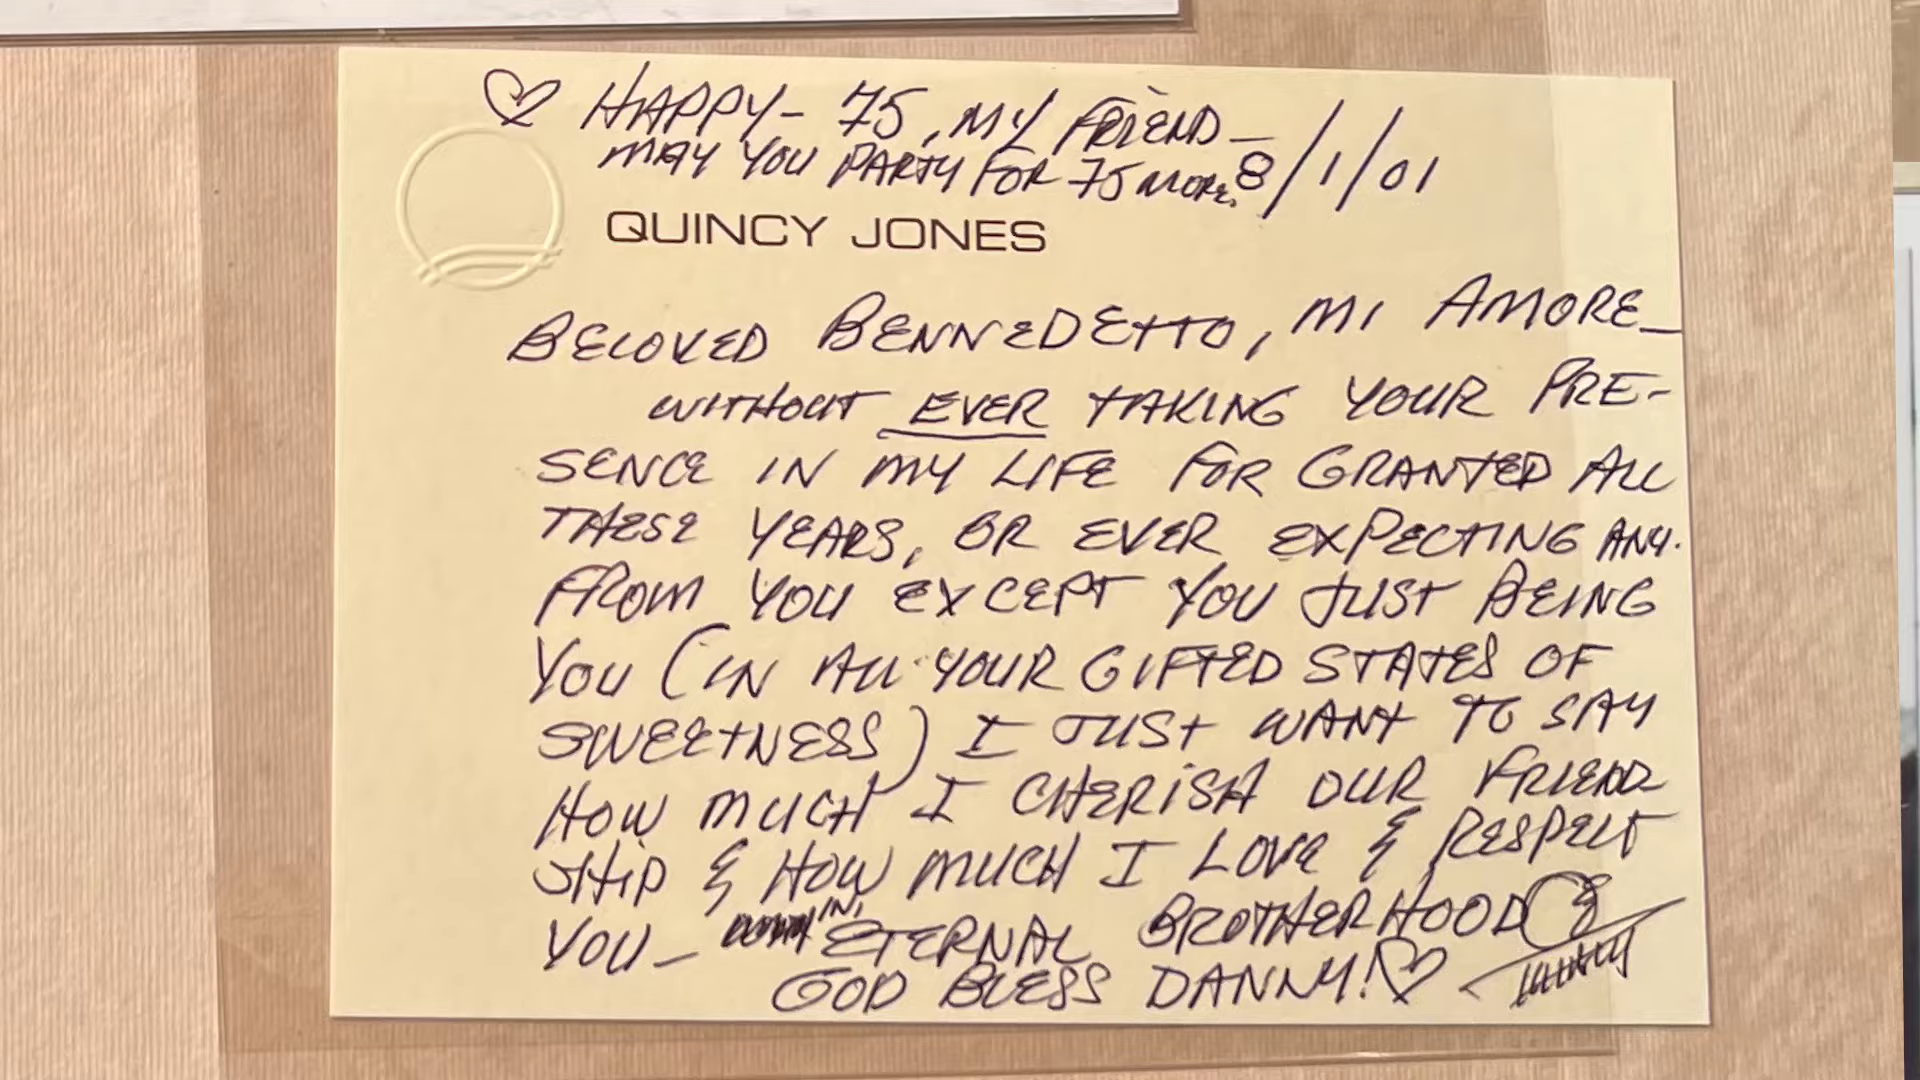 HAPPY- 75, MY FRIEND_
MAY YOU PARTY FOR 75 MORE. 8/1/01
QUINCY JONES
BELOVED BENNEDETTO, MI AMORE_
WITHOUT EVER TAKING YOUR PRE-
SENCE IN MY LIFE FOR GRANTED ALL
THESE YEARS, OR EVER EXPECTING ANY.
FROM YOU EXCEPT YOU JUST BEING
YOU (IN ALL YOUR GIFTED STATES OF
SWEETNESS) I JUST WANT TO SAY
HOW MUCH I CHERISH OUR FRIEND
SHIP & HOW MUCH I LOVE & RESPECT
YOU_ IN ETERNAL BROTHERHOOD
GOD BLESS DANNY!